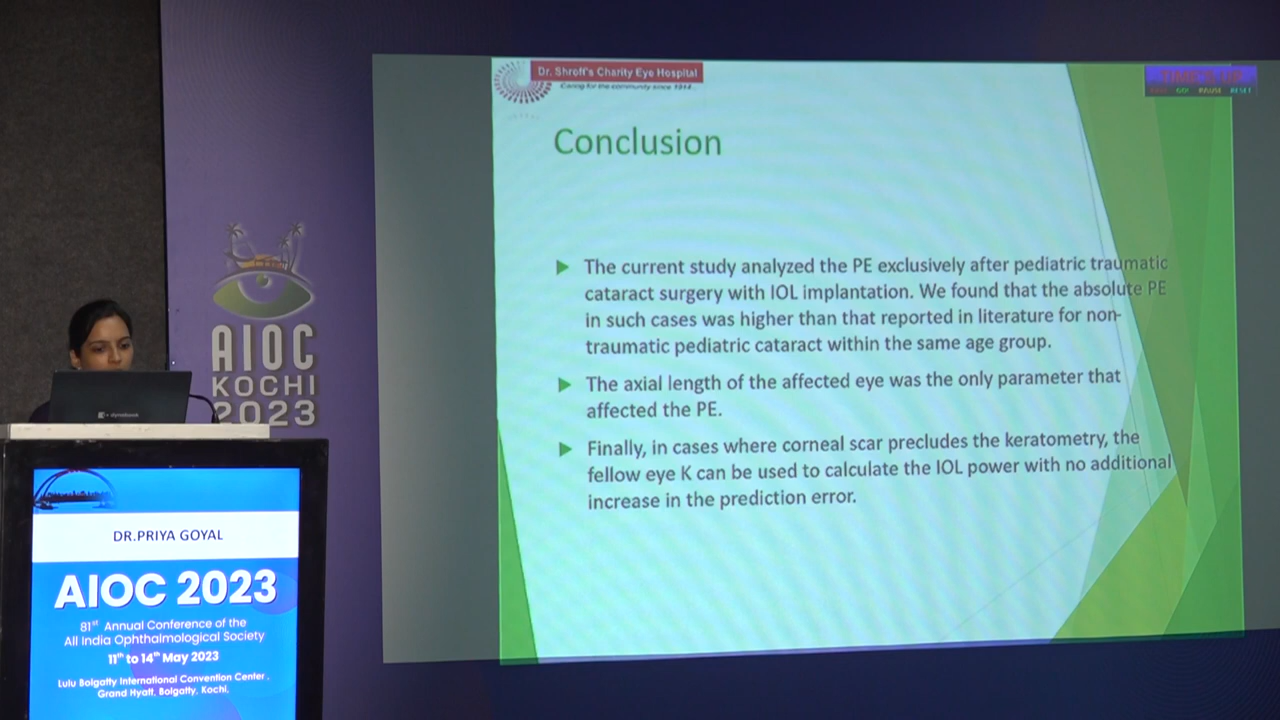 Dr. Shroff's Charity Eye Hospital
Caring for the community since 1914
TIME'S UP
PAUSE RESET
Conclusion
The current study analyzed the PE exclusively after pediatric traumatic
cataract surgery with IOL implantation. We found that the absolute PE
in such cases was higher than that reported in literature for non-
traumatic pediatric cataract within the same age group.
The axial length of the affected eye was the only parameter that
affected the PE.
Finally, in cases where corneal scar precludes the keratometry, the
fellow eye K can be used to calculate the IOL power with no additional
increase in the prediction error.
AIOC
KOCHI
2023
dynabook
DR.PRIYA GOYAL
AIOC 2023
81st Annual Conference of the
All India Ophthalmological Society
11th to 14th May 2023
Lulu Bolgatty International Convention Center .
Grand Hyatt, Bolgatty, Kochi.